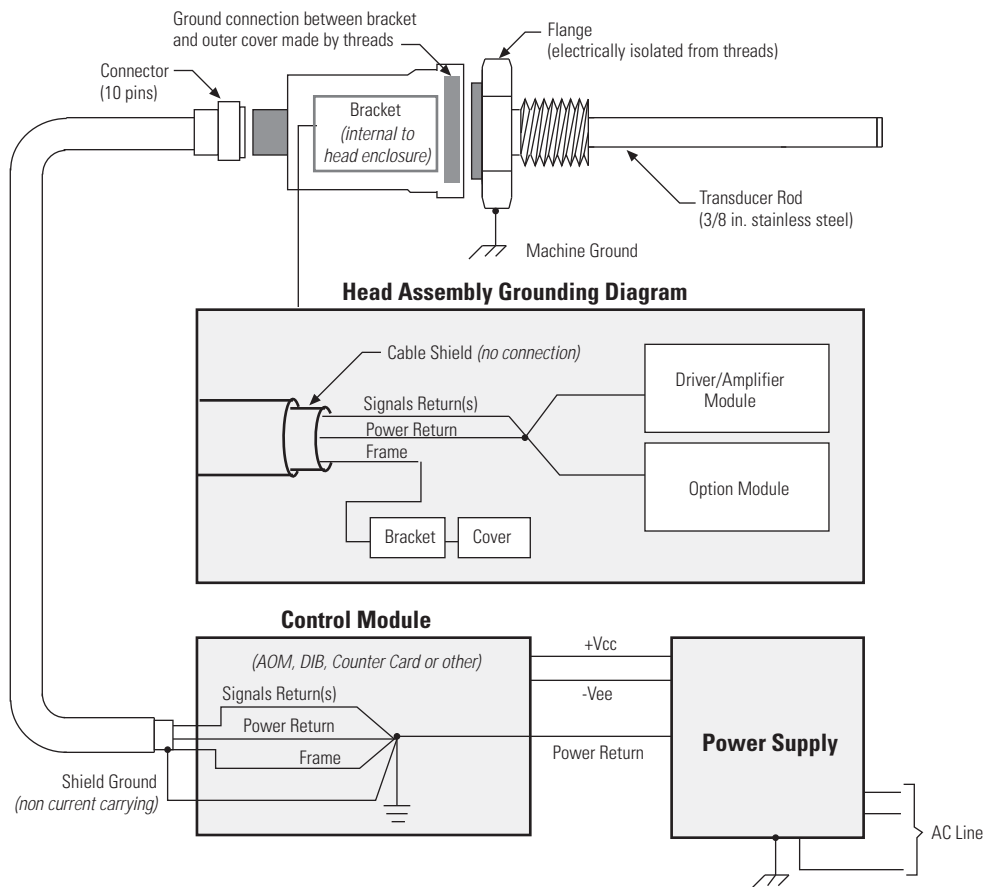 Ground connection between bracket
and outer cover made by threads
Flange
(electrically isolated from threads)
Connector
(10 pins)
Bracket
(internal to
head enclosure)
Transducer Rod
(3/8 in. stainless steel)
Machine Ground
Head Assembly Grounding Diagram
Cable Shield (no connection)
Signals Return(s)
Power Return
Frame
Driver/Amplifier
Module
Option Module
Bracket
Cover
Control Module
(AOM, DIB, Counter Card or other)
Signals Return(s)
Power Return
Frame
Shield Ground
(non current carrying)
+Vcc
-Vee
Power Return
Power Supply
AC Line